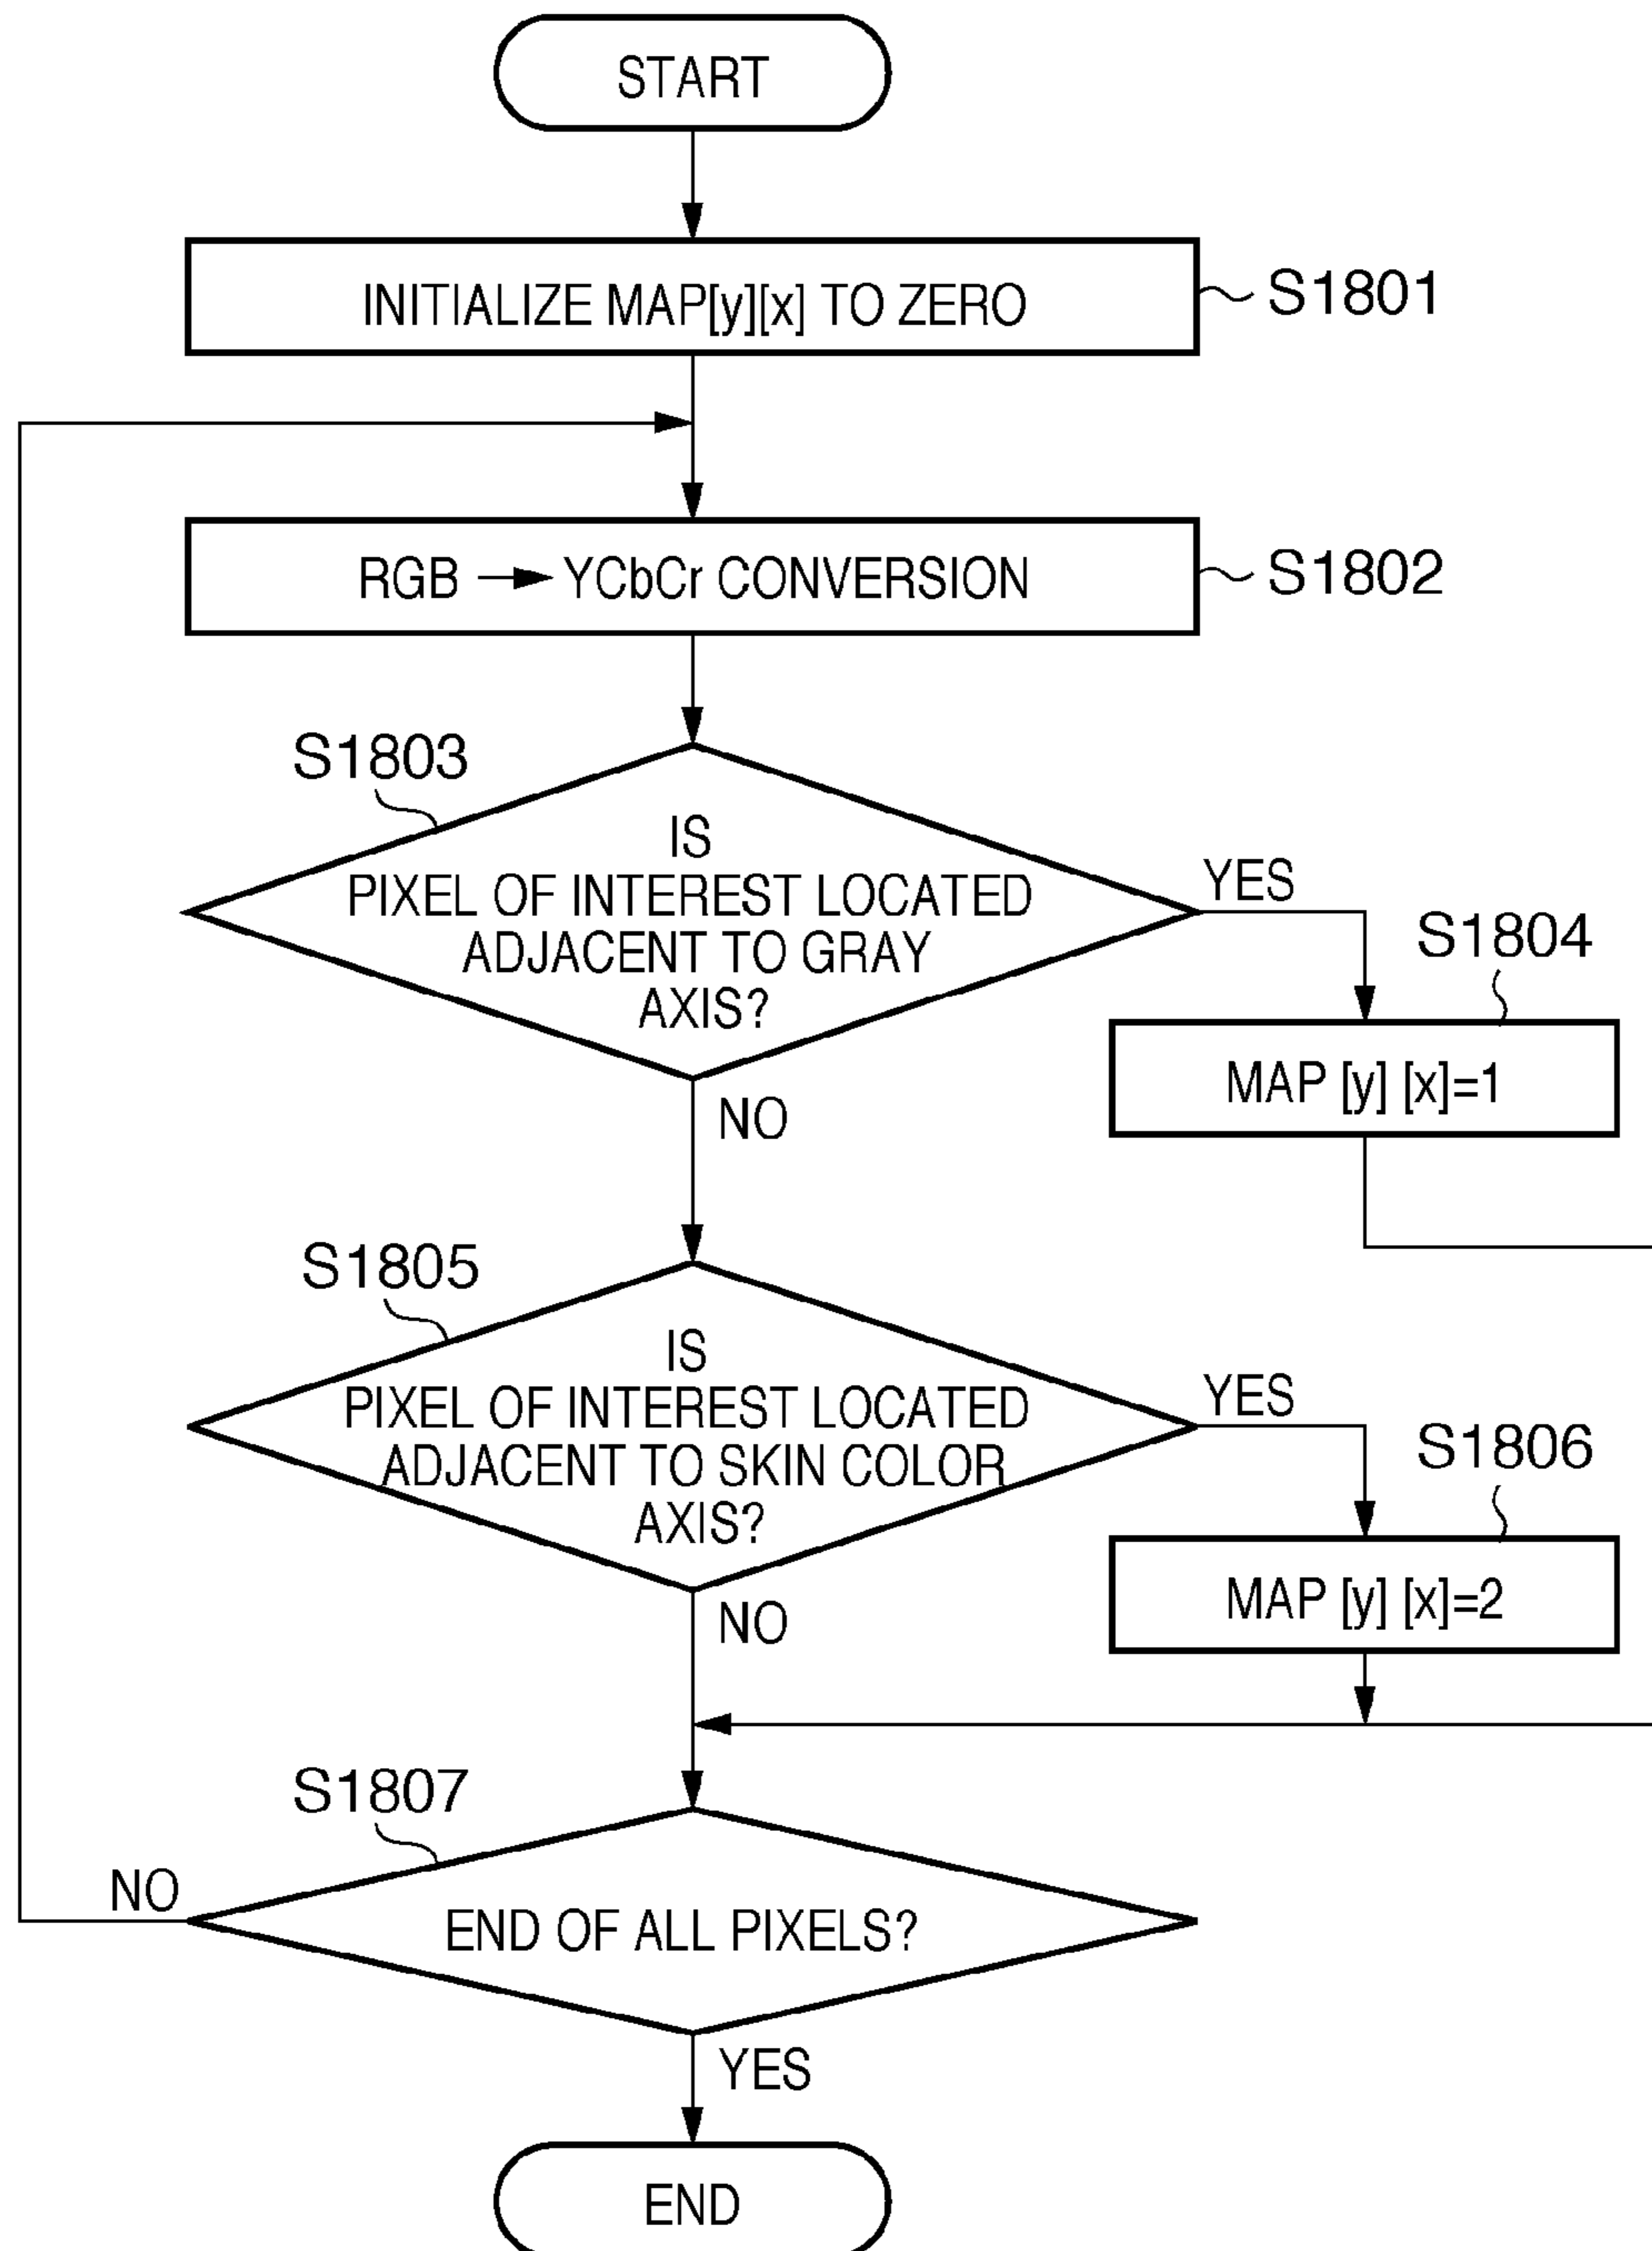 START
INITIALIZE MAP[y][x] TO ZERO
S1801
RGB → YCbCr CONVERSION
S1802
S1803
IS
PIXEL OF INTEREST LOCATED
ADJACENT TO GRAY
AXIS?
YES
S1804
MAP [y] [x]=1
NO
S1805
IS
PIXEL OF INTEREST LOCATED
ADJACENT TO SKIN COLOR
AXIS?
YES
S1806
MAP [y] [x]=2
NO
S1807
NO
END OF ALL PIXELS?
YES
END